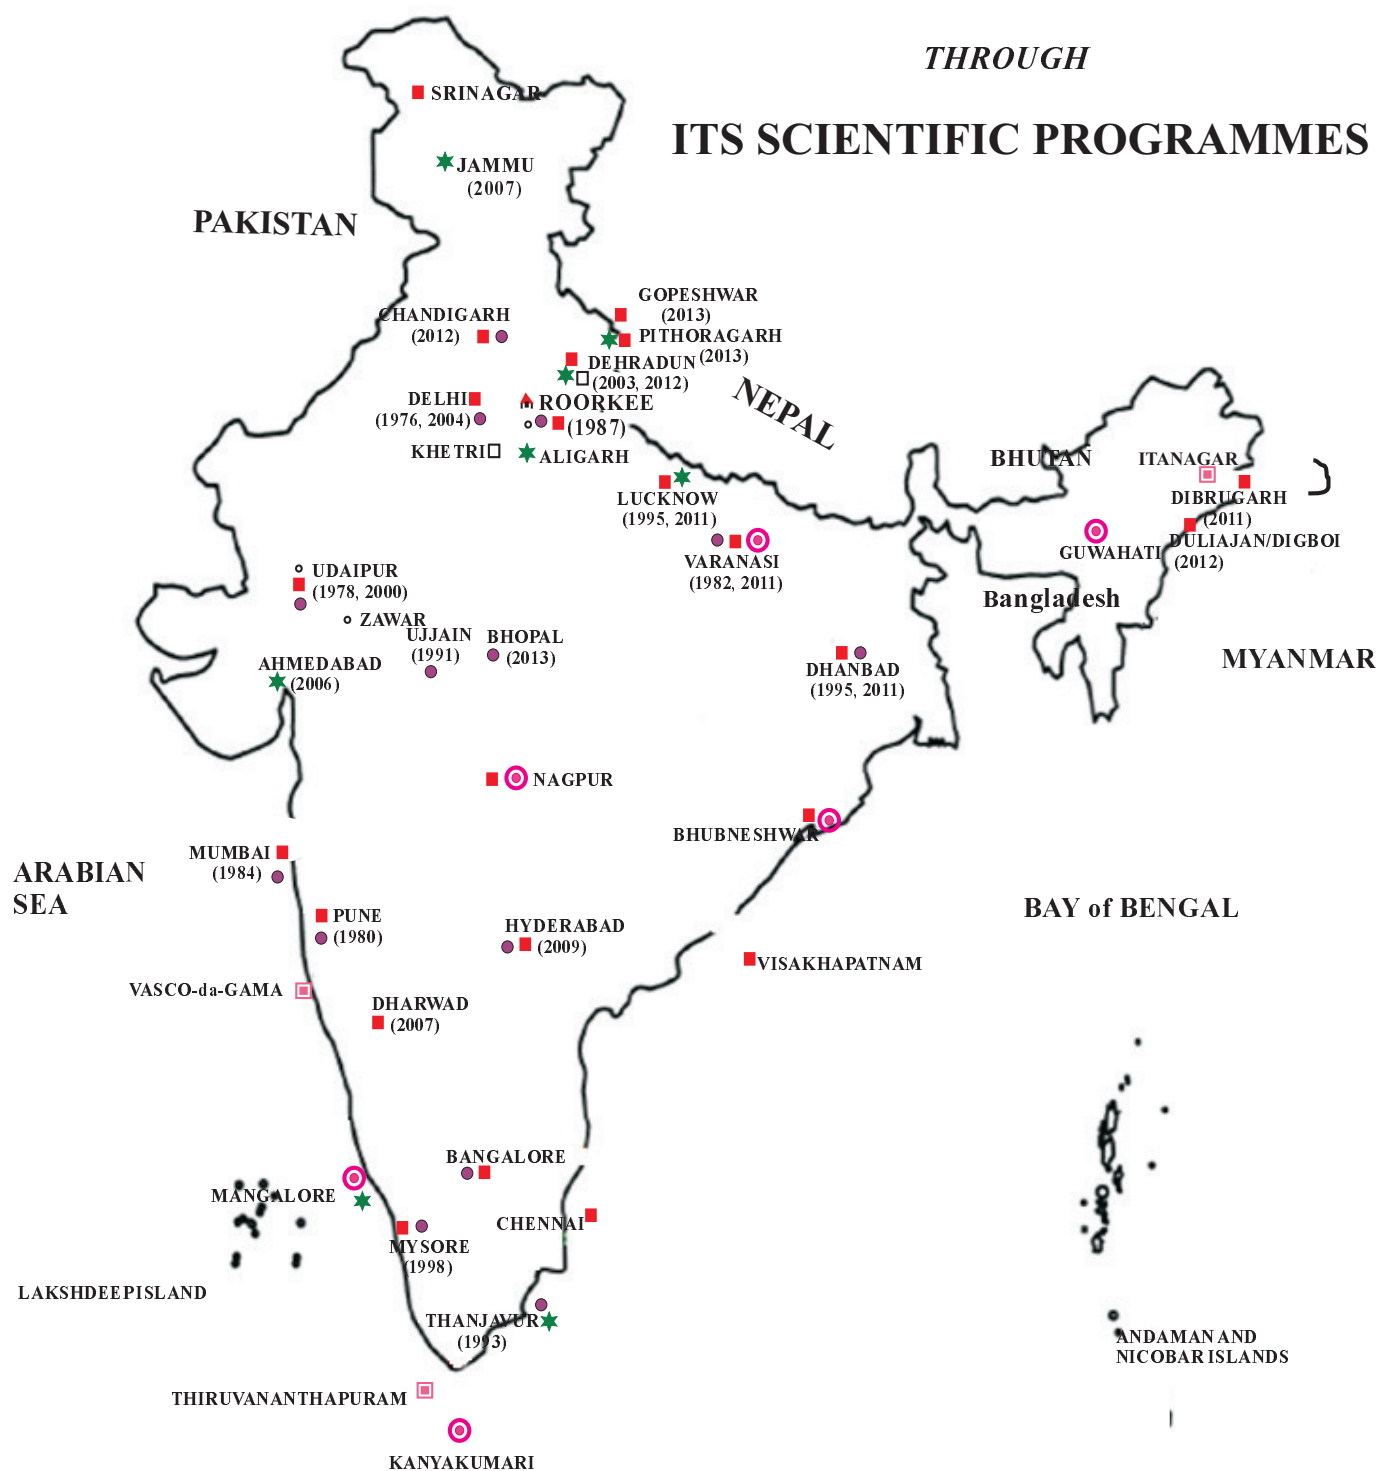 THROUGH
ITS SCIENTIFIC PROGRAMMES
SRINAGAR
JAMMU
(2007)
PAKISTAN
GOPESHWAR
(2013)
CHANDIGARH
(2012)
PITHORAGARH
(2013)
DEHRADUN
(2003, 2012)
NEPAL
DELHI
(1976, 2004)
ROORKEE
(1987)
KHETRI
ALIGARH
BHUTAN
ITANAGAR
LUCKNOW
(1995, 2011)
DIBRUGARH
(2011)
DULIAJAN/DIGBOI
(2012)
GUWAHATI
VARANASI
(1982, 2011)
UDAIPUR
(1978, 2000)
Bangladesh
ZAWAR
UJJAIN
(1991)
BHOPAL
(2013)
MYANMAR
AHMEDABAD
(2006)
DHANBAD
(1995, 2011)
NAGPUR
BHUBNESHWAR
MUMBAI
(1984)
ARABIAN
SEA
PUNE
(1980)
HYDERABAD
(2009)
BAY of BENGAL
VISAKHAPATNAM
VASCO-da-GAMA
DHARWAD
(2007)
BANGALORE
MANGALORE
CHENNAI
MYSORE
(1998)
LAKSHDEEP ISLAND
THANJAVUR
(1993)
ANDAMAN AND
NICOBAR ISLANDS
THIRUVANANTHAPURAM
KANYAKUMARI